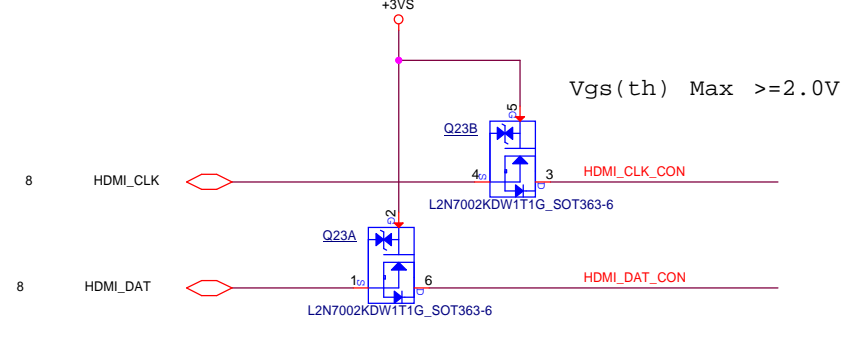 +3VS
Vgs(th) Max >=2.0V
5
G
Q23B
8 HDMI_CLK
4 S
3
D
HDMI_CLK_CON
L2N7002KDW1T1G_SOT363-6
2
G
Q23A
8 HDMI_DAT
1 S
6
D
HDMI_DAT_CON
L2N7002KDW1T1G_SOT363-6